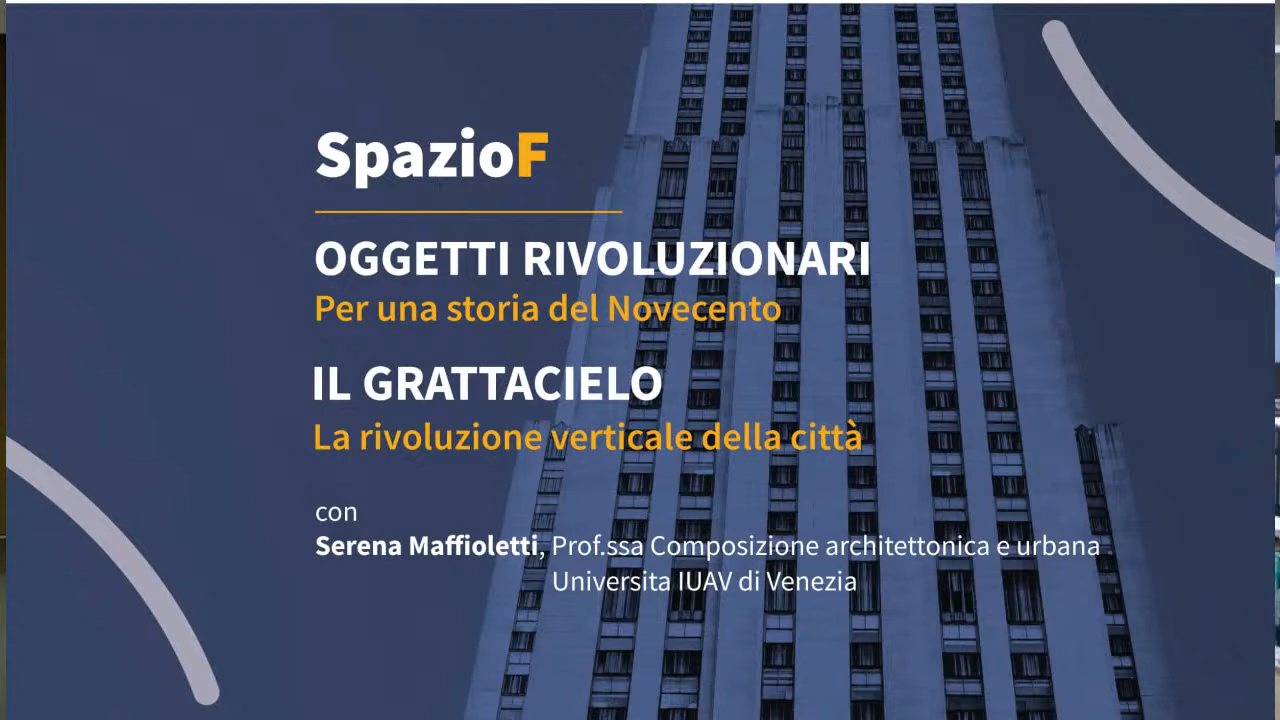 SpazioF
OGGETTI RIVOLUZIONARI
Per una storia del Novecento
IL GRATTACIELO
La rivoluzione verticale della città
con
Serena Maffioletti, Prof.ssa Composizione architettonica e urbana
Universita IUAV di Venezia